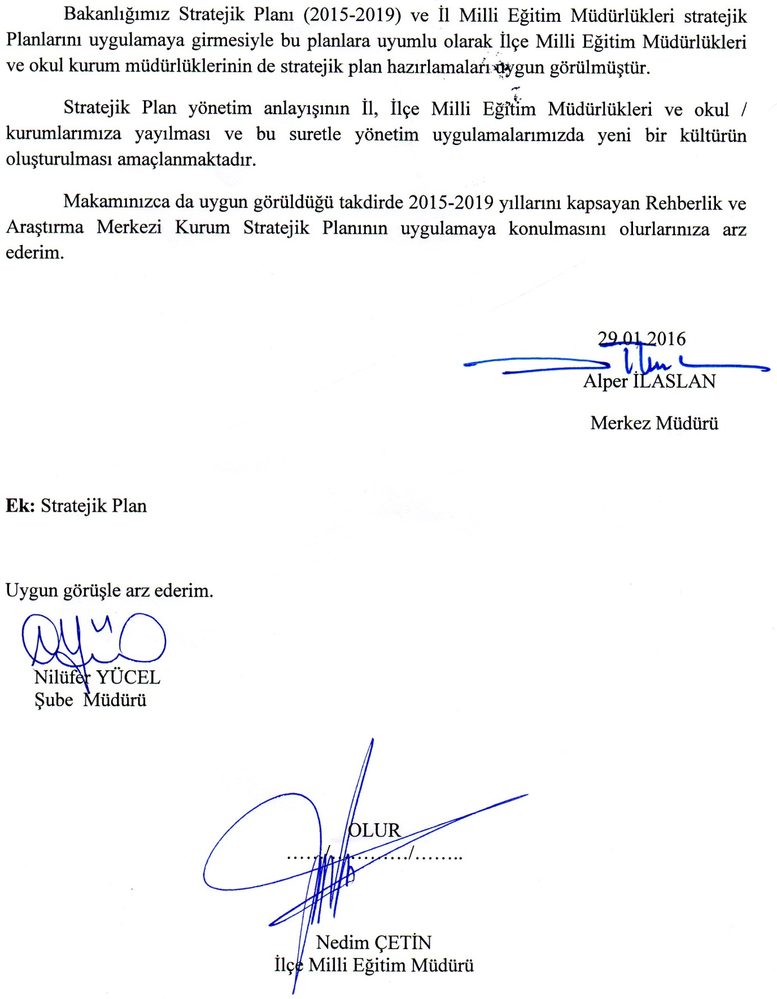 Bakanlığımız Stratejik Planı (2015-2019) ve İl Milli Eğitim Müdürlükleri stratejik
Planlarını uygulamaya girmesiyle bu planlara uyumlu olarak İlçe Milli Eğitim Müdürlükleri
ve okul kurum müdürlüklerinin de stratejik plan hazırlamaları uygun görülmüştür.
Stratejik Plan yönetim anlayışının İl, İlçe Milli Eğitim Müdürlükleri ve okul /
kurumlarımıza yayılması ve bu suretle yönetim uygulamalarımızda yeni bir kültürün
oluşturulması amaçlanmaktadır.
Makamınızca da uygun görüldüğü takdirde 2015-2019 yıllarını kapsayan Rehberlik ve
Araştırma Merkezi Kurum Stratejik Planının uygulamaya konulmasını olurlarınıza arz
ederim.
29.01.2016
Alper İLASLAN
Merkez Müdürü
Ek: Stratejik Plan
Uygun görüşle arz ederim.
Nilüfer YÜCEL
Şube Müdürü
OLUR
....../............../........
Nedim ÇETİN
İlçe Milli Eğitim Müdürü